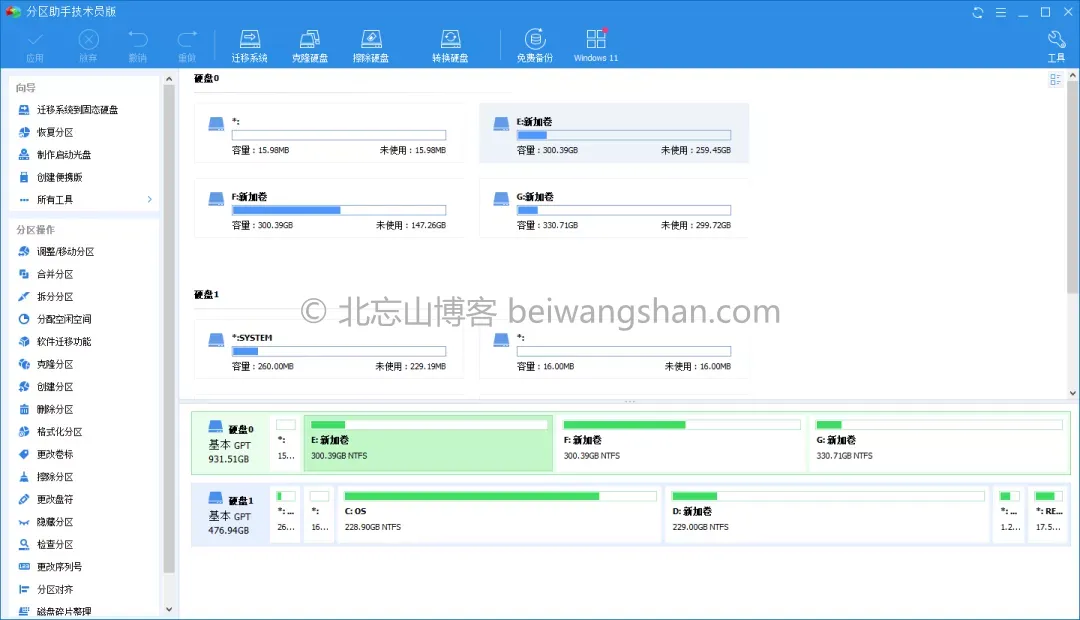 分区助手技术员版
应用 放弃 撤销 重做 迁移系统 克隆硬盘 擦除硬盘 转换硬盘 免费备份 Windows 11 工具
向导
迁移系统到固态硬盘
恢复分区
制作启动光盘
创建便携版
所有工具
分区操作
调整/移动分区
合并分区
拆分分区
分配空闲空间
软件迁移功能
克隆分区
创建分区
删除分区
格式化分区
更改卷标
擦除分区
更改盘符
隐藏分区
检查分区
更改序列号
分区对齐
磁盘碎片整理
硬盘0
*:
容量：15.98MB 未使用：15.98MB
E:新加卷
容量：300.39GB 未使用：259.45GB
F:新加卷
容量：300.39GB 未使用：147.26GB
G:新加卷
容量：330.71GB 未使用：299.72GB
硬盘1
© 北忘山博客 beiwangshan.com
*:SYSTEM
容量：260.00MB 未使用：229.19MB
*:
容量：16.00MB 未使用：16.00MB
硬盘0
基本 GPT
931.51GB
*:
15...
E: 新加卷
300.39GB NTFS
F: 新加卷
300.39GB NTFS
G: 新加卷
330.71GB NTFS
硬盘1
基本 GPT
476.94GB
*: ...
26...
*:
16...
C: OS
228.90GB NTFS
D: 新加卷
229.00GB NTFS
*: ...
1.2...
*: RE...
17.5...